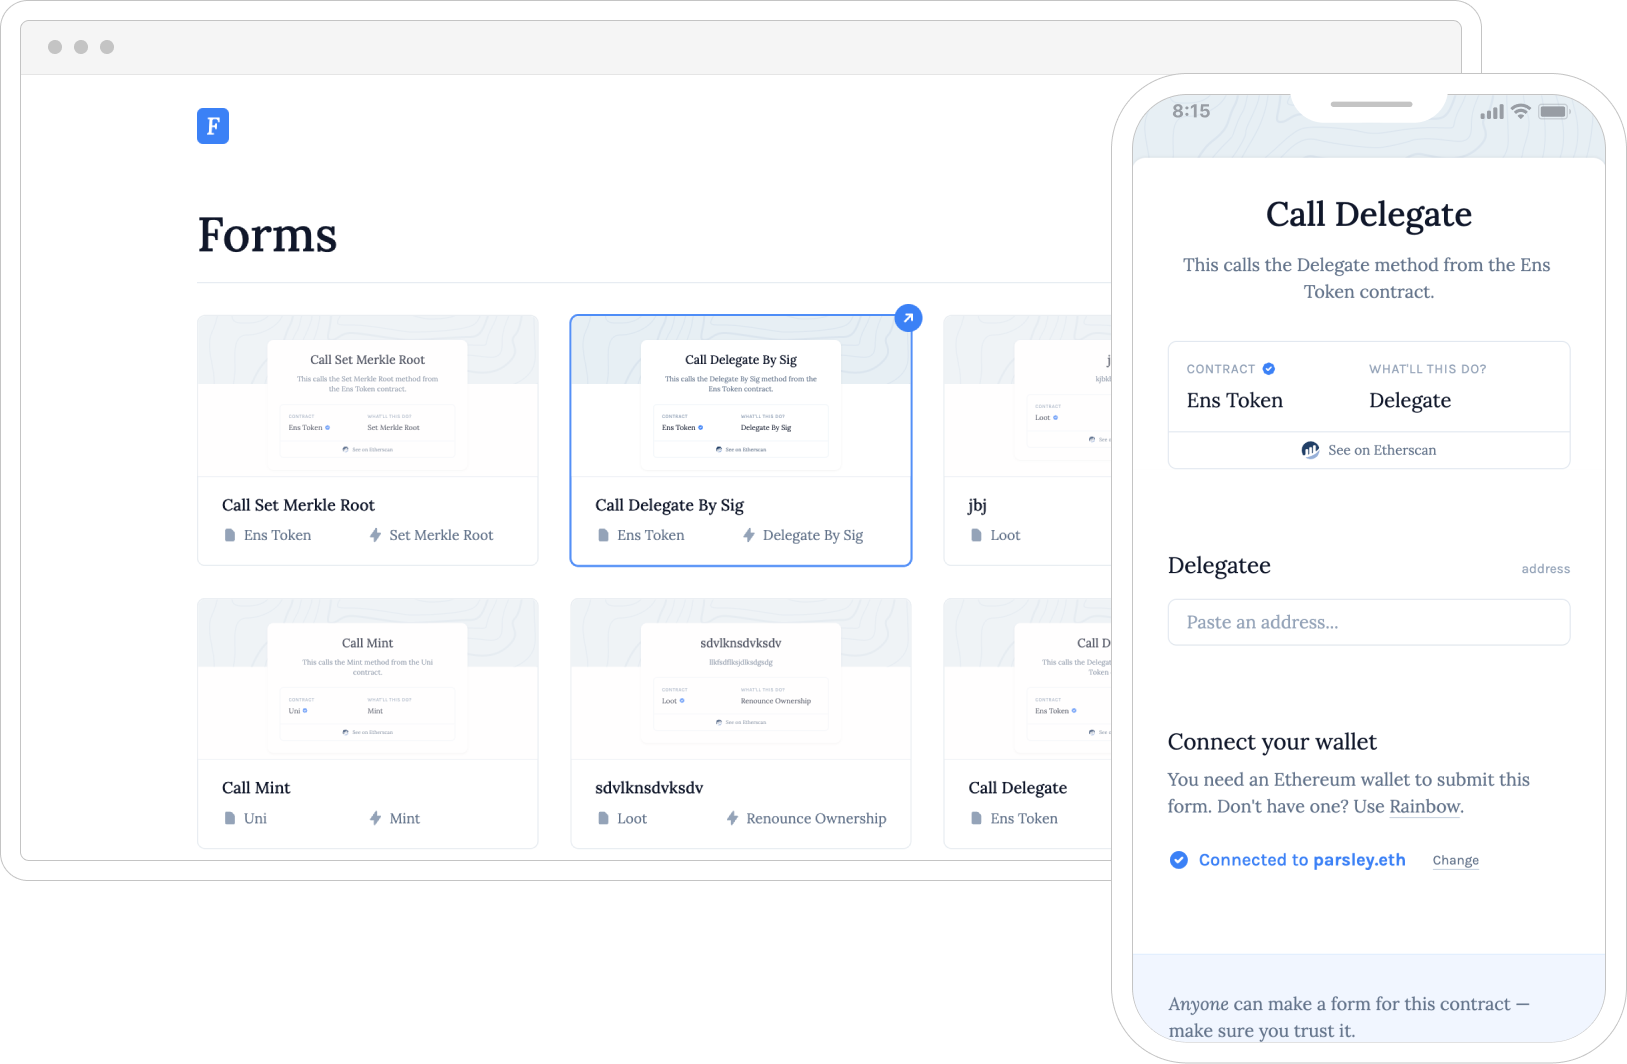 F
Forms
Call Set Merkle Root
This calls the Set Merkle Root method from
the Ens Token contract.
CONTRACT
WHAT'LL THIS DO?
Ens Token
Set Merkle Root
See on Etherscan
Call Set Merkle Root
Ens Token
Set Merkle Root
Call Delegate By Sig
This calls the Delegate By Sig method from the
Ens Token contract.
CONTRACT
WHAT'LL THIS DO?
Ens Token
Delegate By Sig
See on Etherscan
Call Delegate By Sig
Ens Token
Delegate By Sig
j
CONTRACT
Loot
See o
jbj
Loot
Call Mint
This calls the Mint method from the Uni
contract.
CONTRACT
WHAT'LL THIS DO?
Uni
Mint
See on Etherscan
Call Mint
Uni
Mint
sdvlknsdvksdv
CONTRACT
WHAT'LL THIS DO?
Loot
Renounce Ownership
See on Etherscan
sdvlknsdvksdv
Loot
Renounce Ownership
Call D
This calls the Delegat
Token
CONTRACT
Ens Token
See o
Call Delegate
Ens Token
8:15
Call Delegate
This calls the Delegate method from the Ens
Token contract.
CONTRACT
WHAT'LL THIS DO?
Ens Token
Delegate
See on Etherscan
Delegatee
address
Paste an address...
Connect your wallet
You need an Ethereum wallet to submit this
form. Don't have one? Use Rainbow.
Connected to parsley.eth
Change
Anyone can make a form for this contract —
make sure you trust it.